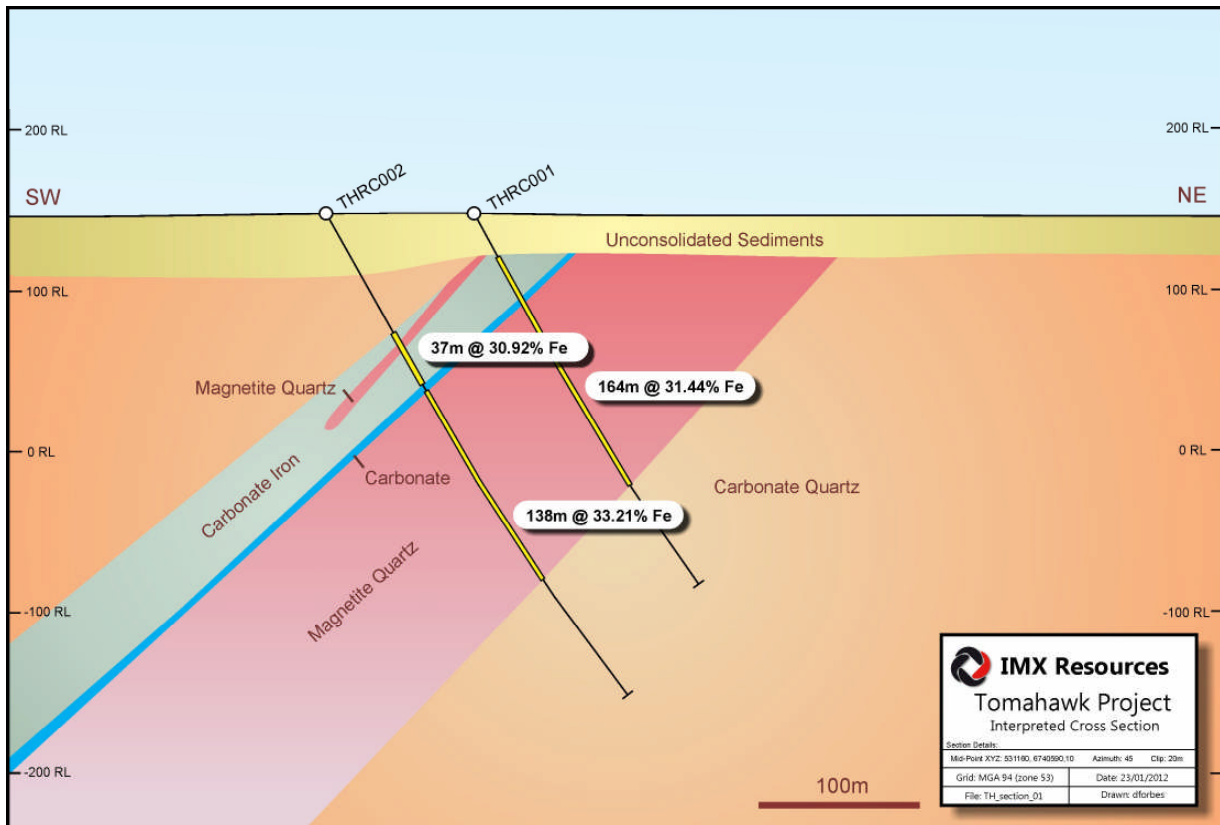 200 RL
200 RL
SW
THRC002
THRC001
NE
Unconsolidated Sediments
100 RL
100 RL
37m @ 30.92% Fe
Magnetite Quartz
164m @ 31.44% Fe
0 RL
0 RL
Carbonate Iron
Carbonate
Carbonate Quartz
138m @ 33.21% Fe
Magnetite Quartz
-100 RL
-100 RL
-200 RL
100m
IMX Resources
Tomahawk Project
Interpreted Cross Section
Section Details:
Mid-Point XYZ: 531160, 6740590,10 Azimuth: 45 Clip: 20m
Grid: MGA 94 (zone 53) Date: 23/01/2012
File: TH_section_01 Drawn: dforbes